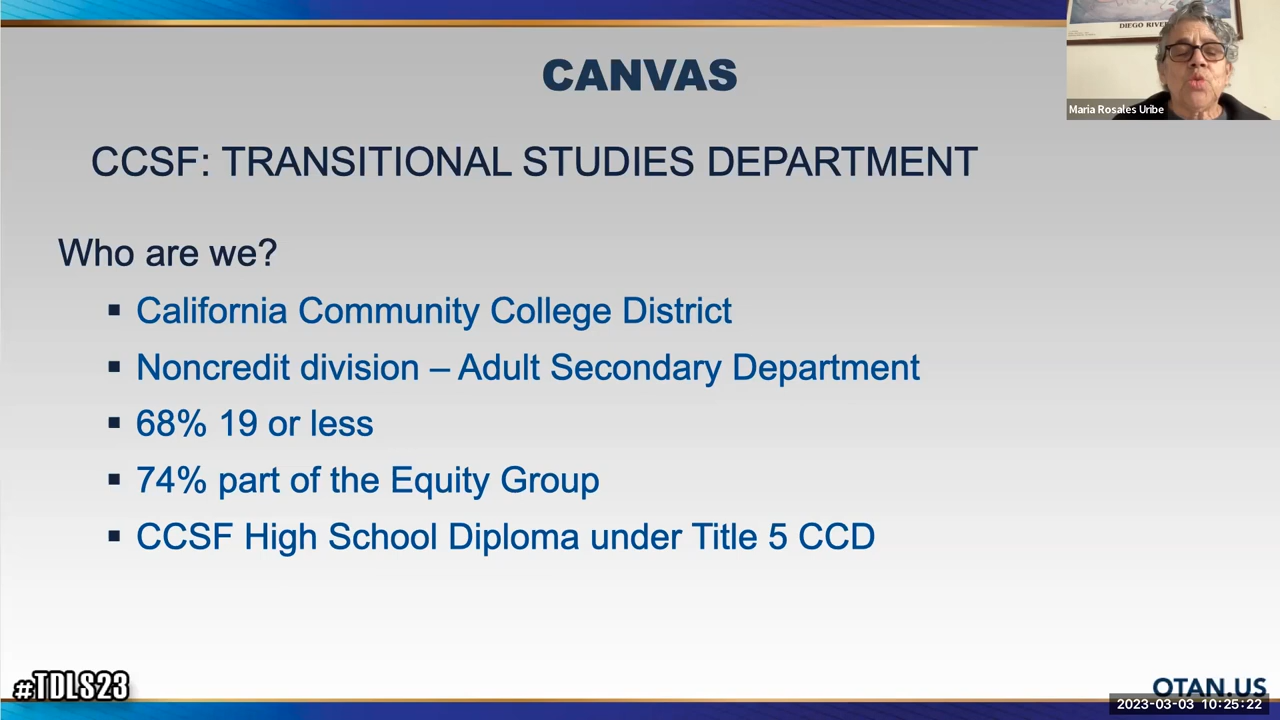 CANVAS
DIEGO RIVER
Maria Rosales Uribe
CCSF: TRANSITIONAL STUDIES DEPARTMENT
Who are we?
▪ California Community College District
▪ Noncredit division – Adult Secondary Department
▪ 68% 19 or less
▪ 74% part of the Equity Group
▪ CCSF High School Diploma under Title 5 CCD
#TDLS23
OTAN.US
2023-03-03 10:25:22